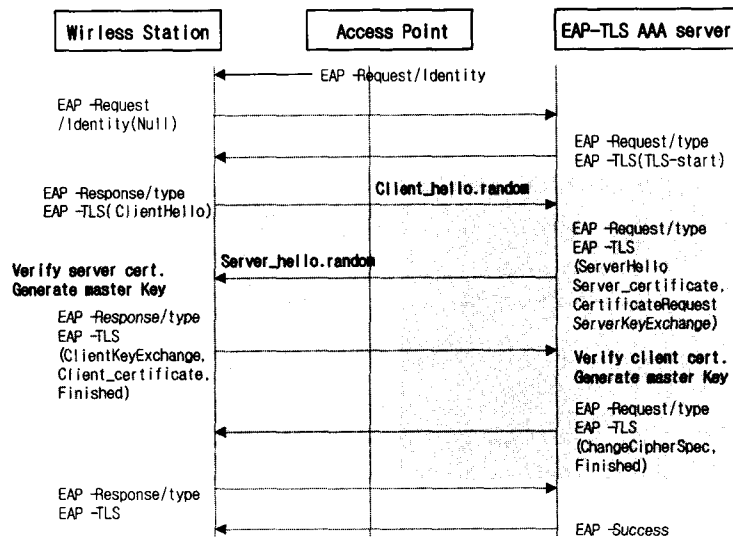 Wirless Station
Access Point
EAP-TLS AAA server
EAP -Request/Identity
EAP -Request
/Identity(Null)
EAP -Request/type
EAP -TLS(TLS-start)
Client_hello.random
EAP -Response/type
EAP -TLS(ClientHello)
EAP -Request/type
EAP -TLS
(ServerHello
Server_certificate,
CertificateRequest
ServerKeyExchange)
Server_hello.random
Verify server cert.
Generate master Key
EAP -Response/type
EAP -TLS
(ClientKeyExchange,
Client_certificate,
Finished)
Verify client cert.
Generate master Key
EAP -Request/type
EAP -TLS
(ChangeCipherSpec,
Finished)
EAP -Response/type
EAP -TLS
EAP -Success